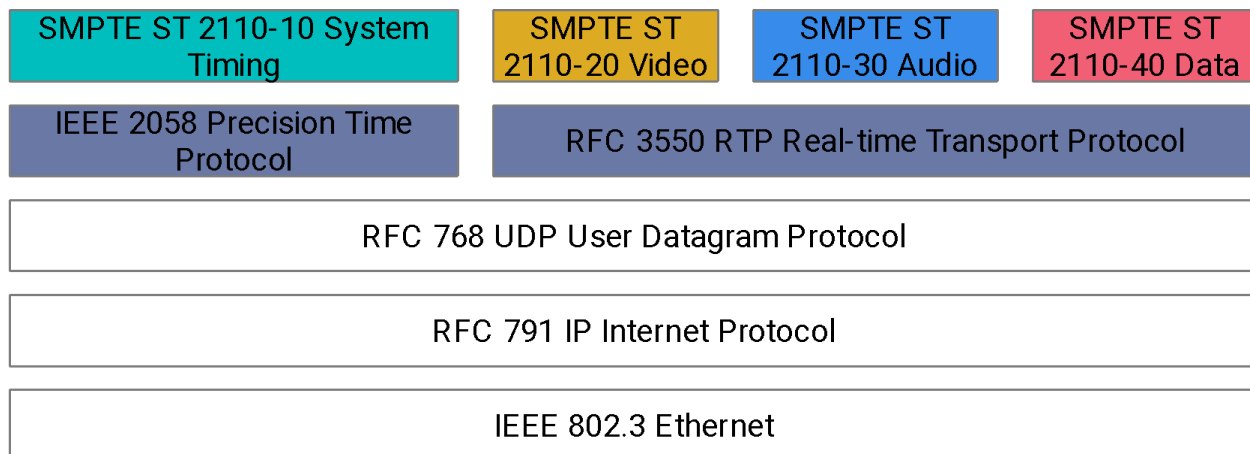 SMPTE ST 2110-10 System
Timing
SMPTE ST
2110-20 Video
SMPTE ST
2110-30 Audio
SMPTE ST
2110-40 Data
IEEE 2058 Precision Time
Protocol
RFC 3550 RTP Real-time Transport Protocol
RFC 768 UDP User Datagram Protocol
RFC 791 IP Internet Protocol
IEEE 802.3 Ethernet